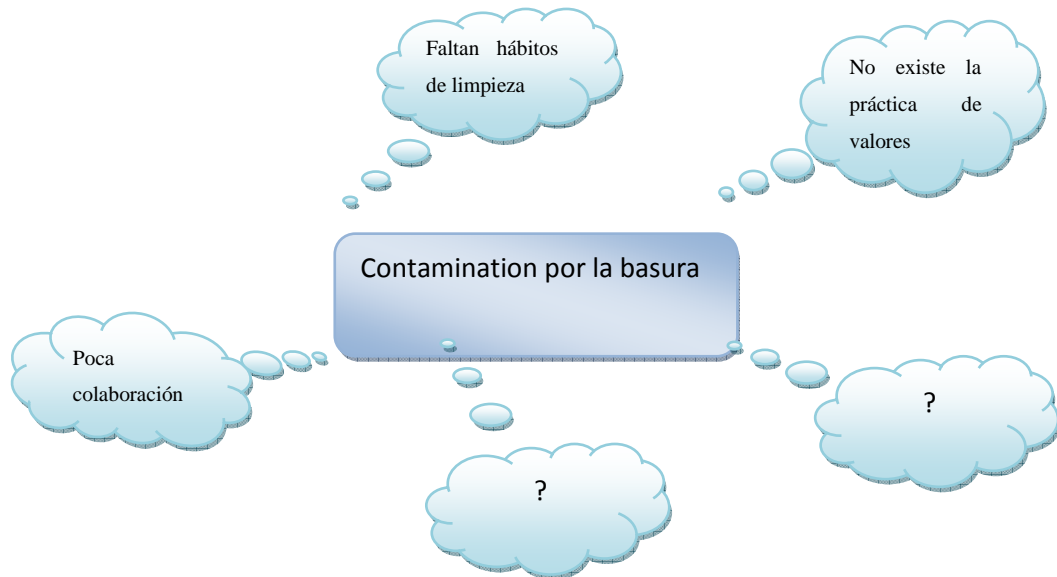 Faltan hábitos
de limpieza
No existe la
práctica de
valores
Contamination por la basura
Poca
colaboración
?
?